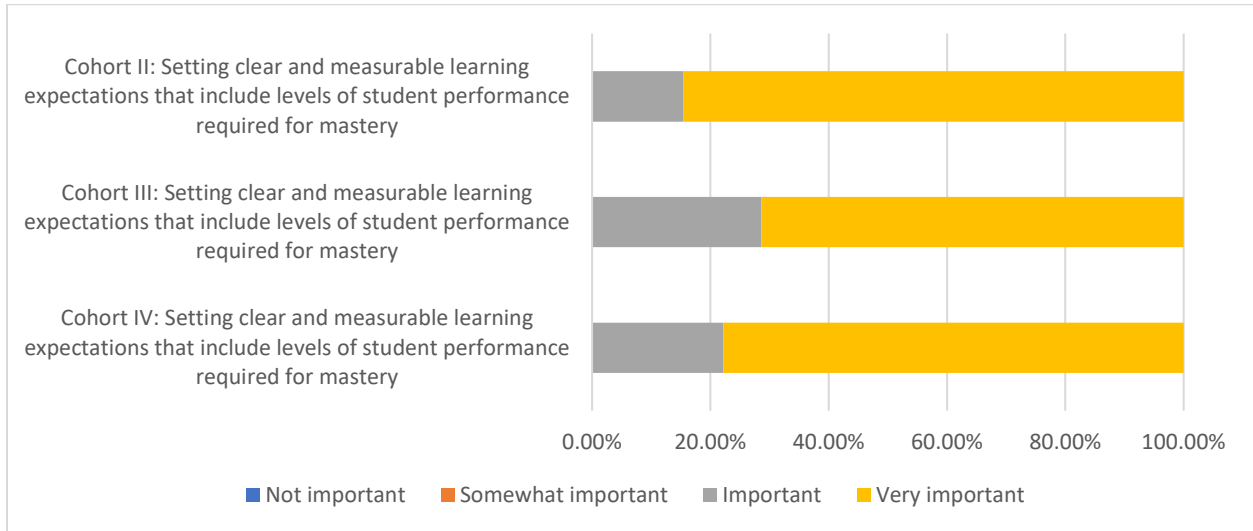 Cohort II: Setting clear and measurable learning
expectations that include levels of student performance
required for mastery
Cohort III: Setting clear and measurable learning
expectations that include levels of student performance
required for mastery
Cohort IV: Setting clear and measurable learning
expectations that include levels of student performance
required for mastery
0.00% 20.00% 40.00% 60.00% 80.00% 100.00%
Not important Somewhat important Important Very important